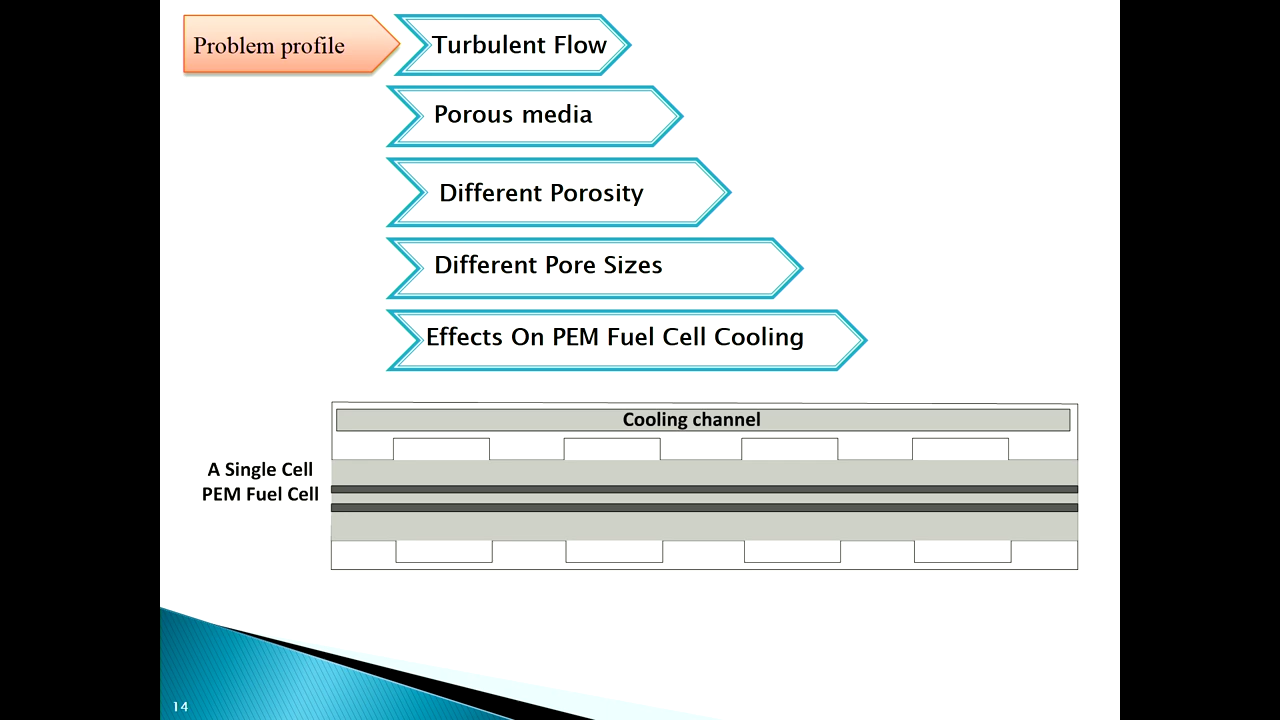 Problem profile
Turbulent Flow
Porous media
Different Porosity
Different Pore Sizes
Effects On PEM Fuel Cell Cooling
Cooling channel
A Single Cell
PEM Fuel Cell
14